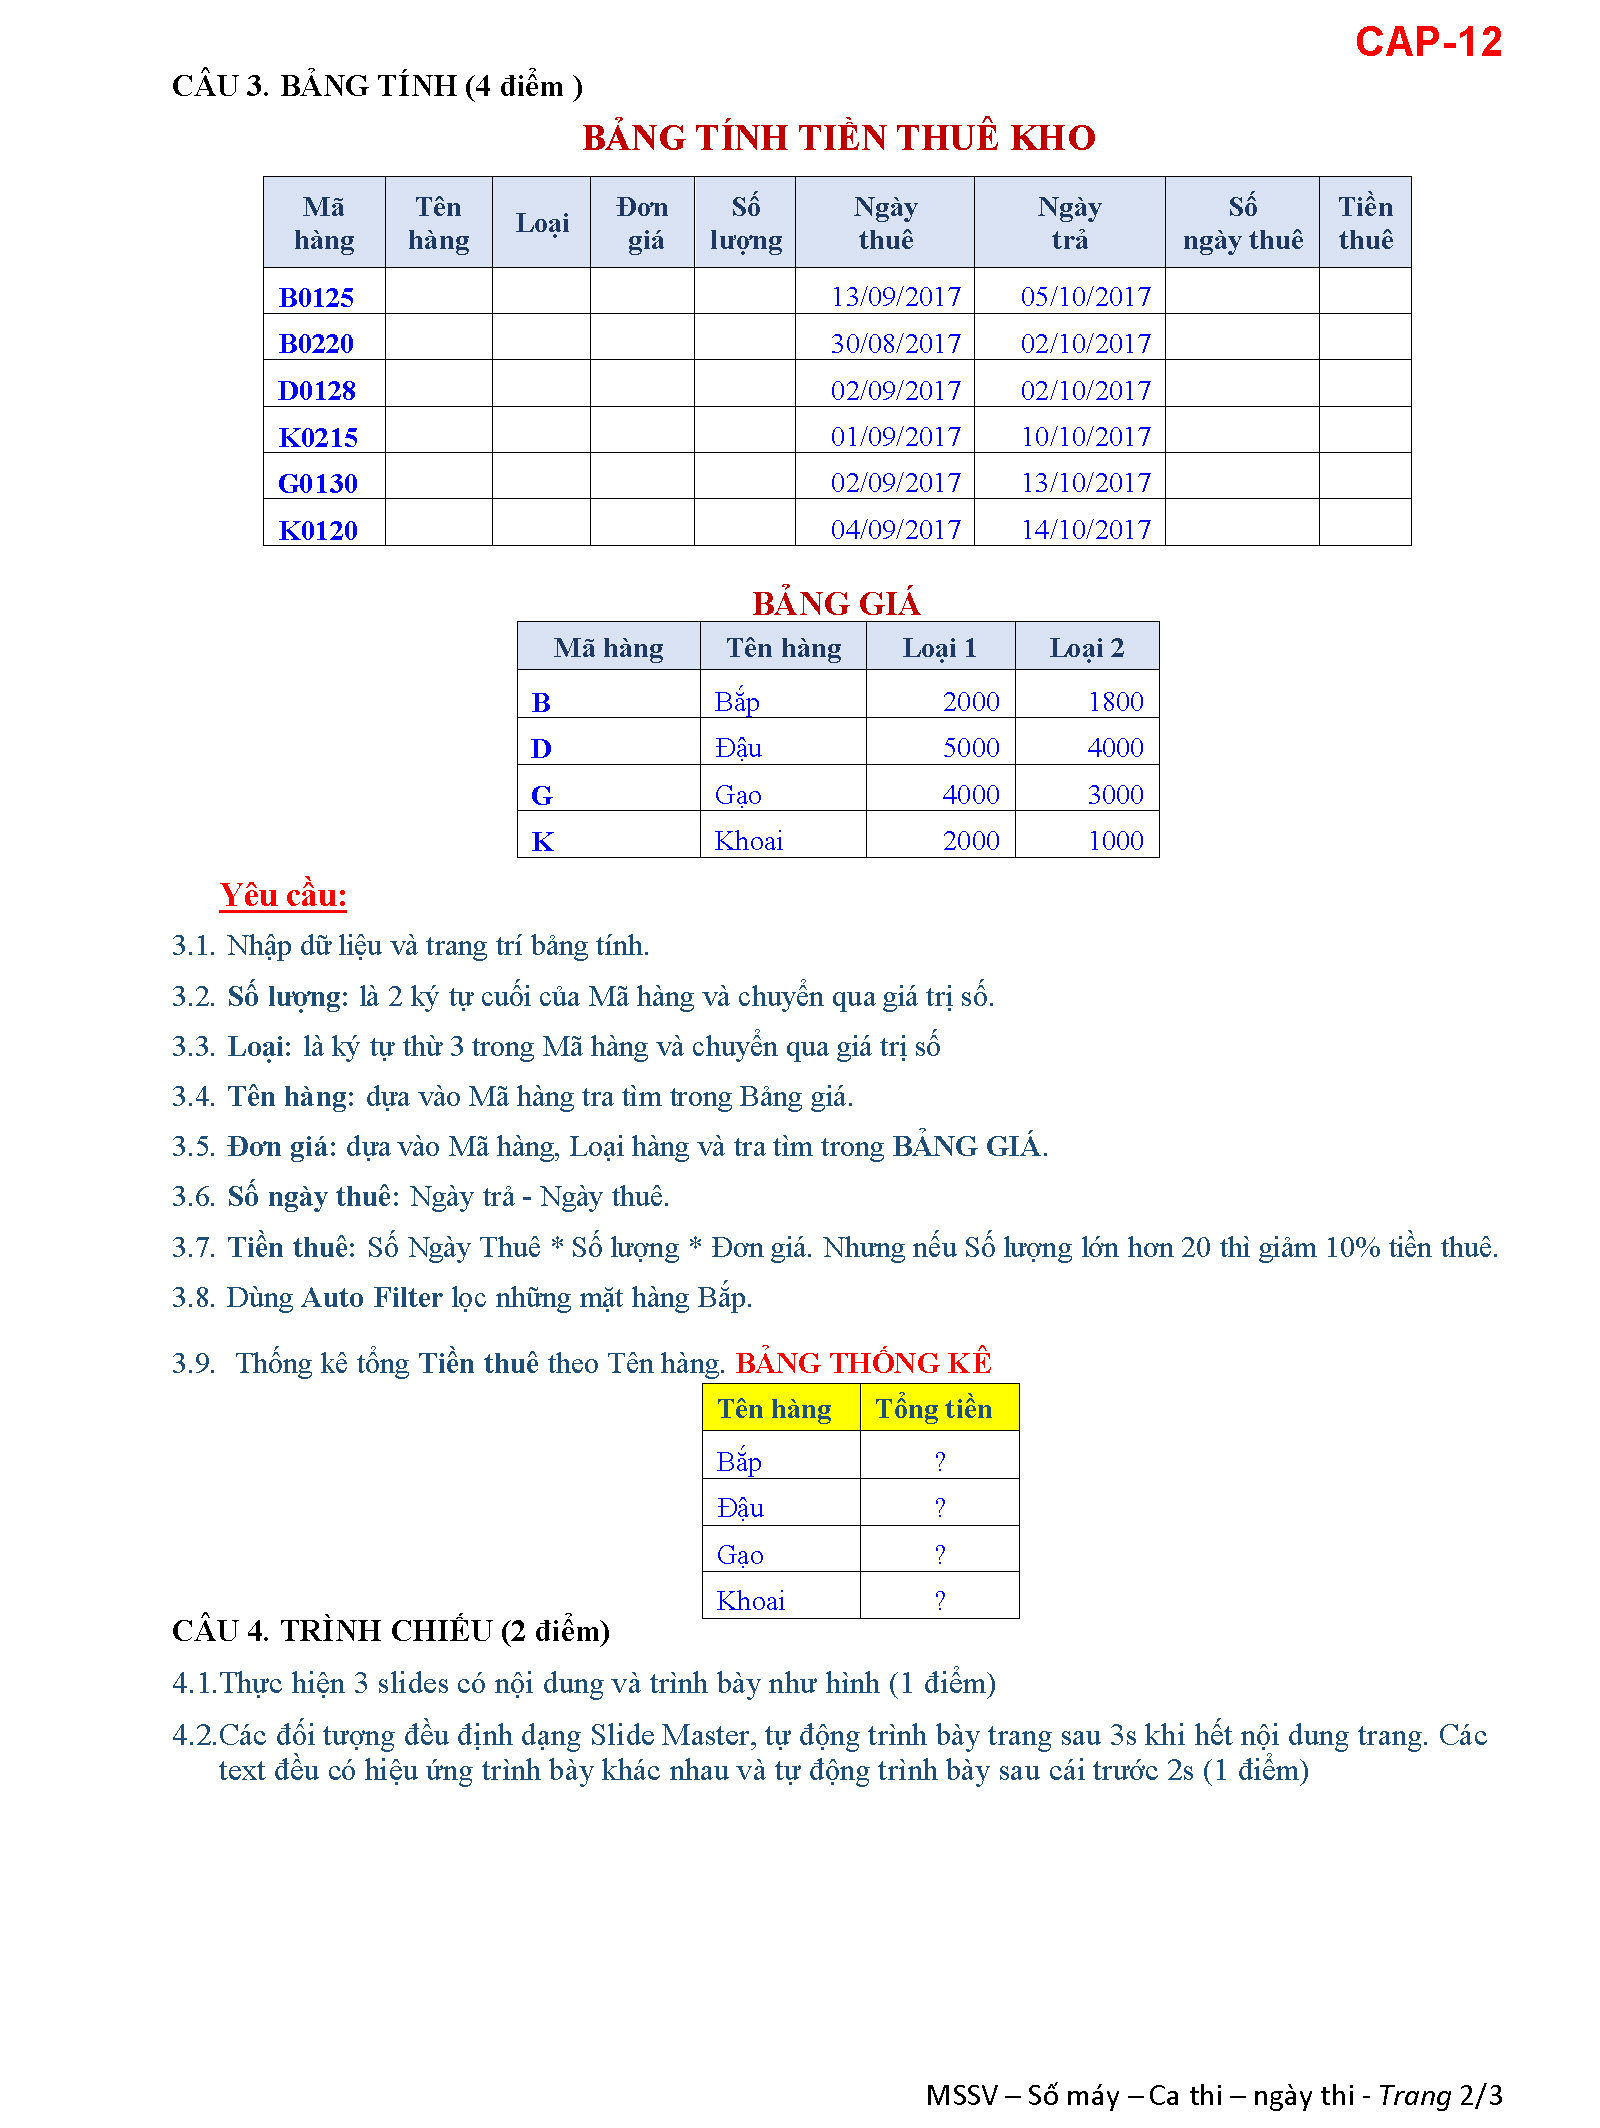 CAP-12
CÂU 3. BẢNG TÍNH (4 điểm )
BẢNG TÍNH TIỀN THUÊ KHO
Mã hàng Tên hàng Loại Đơn giá Số lượng Ngày thuê Ngày trả Số ngày thuê Tiền thuê
B0125 13/09/2017 05/10/2017
B0220 30/08/2017 02/10/2017
D0128 02/09/2017 02/10/2017
K0215 01/09/2017 10/10/2017
G0130 02/09/2017 13/10/2017
K0120 04/09/2017 14/10/2017
BẢNG GIÁ
Mã hàng Tên hàng Loại 1 Loại 2
B Bắp 2000 1800
D Đậu 5000 4000
G Gạo 4000 3000
K Khoai 2000 1000
Yêu cầu:
3.1. Nhập dữ liệu và trang trí bảng tính.
3.2. Số lượng: là 2 ký tự cuối của Mã hàng và chuyển qua giá trị số.
3.3. Loại: là ký tự thừ 3 trong Mã hàng và chuyển qua giá trị số
3.4. Tên hàng: dựa vào Mã hàng tra tìm trong Bảng giá.
3.5. Đơn giá: dựa vào Mã hàng, Loại hàng và tra tìm trong BẢNG GIÁ.
3.6. Số ngày thuê: Ngày trả - Ngày thuê.
3.7. Tiền thuê: Số Ngày Thuê * Số lượng * Đơn giá. Nhưng nếu Số lượng lớn hơn 20 thì giảm 10% tiền thuê.
3.8. Dùng Auto Filter lọc những mặt hàng Bắp.
3.9. Thống kê tổng Tiền thuê theo Tên hàng. BẢNG THỐNG KÊ
Tên hàng Tổng tiền
Bắp ?
Đậu ?
Gạo ?
Khoai ?
CÂU 4. TRÌNH CHIẾU (2 điểm)
4.1.Thực hiện 3 slides có nội dung và trình bày như hình (1 điểm)
4.2.Các đối tượng đều định dạng Slide Master, tự động trình bày trang sau 3s khi hết nội dung trang. Các
text đều có hiệu ứng trình bày khác nhau và tự động trình bày sau cái trước 2s (1 điểm)
MSSV – Số máy – Ca thi – ngày thi - Trang 2/3